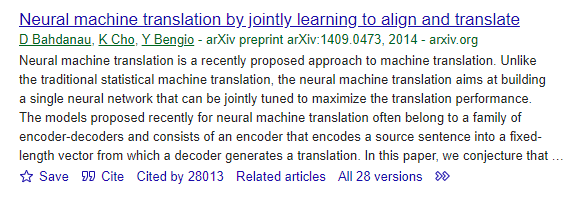 Neural machine translation by jointly learning to align and translate
D Bahdanau, K Cho, Y Bengio - arXiv preprint arXiv:1409.0473, 2014 - arxiv.org
Neural machine translation is a recently proposed approach to machine translation. Unlike
the traditional statistical machine translation, the neural machine translation aims at building
a single neural network that can be jointly tuned to maximize the translation performance.
The models proposed recently for neural machine translation often belong to a family of
encoder-decoders and consists of an encoder that encodes a source sentence into a fixed-
length vector from which a decoder generates a translation. In this paper, we conjecture that …
Save Cite Cited by 28013 Related articles All 28 versions